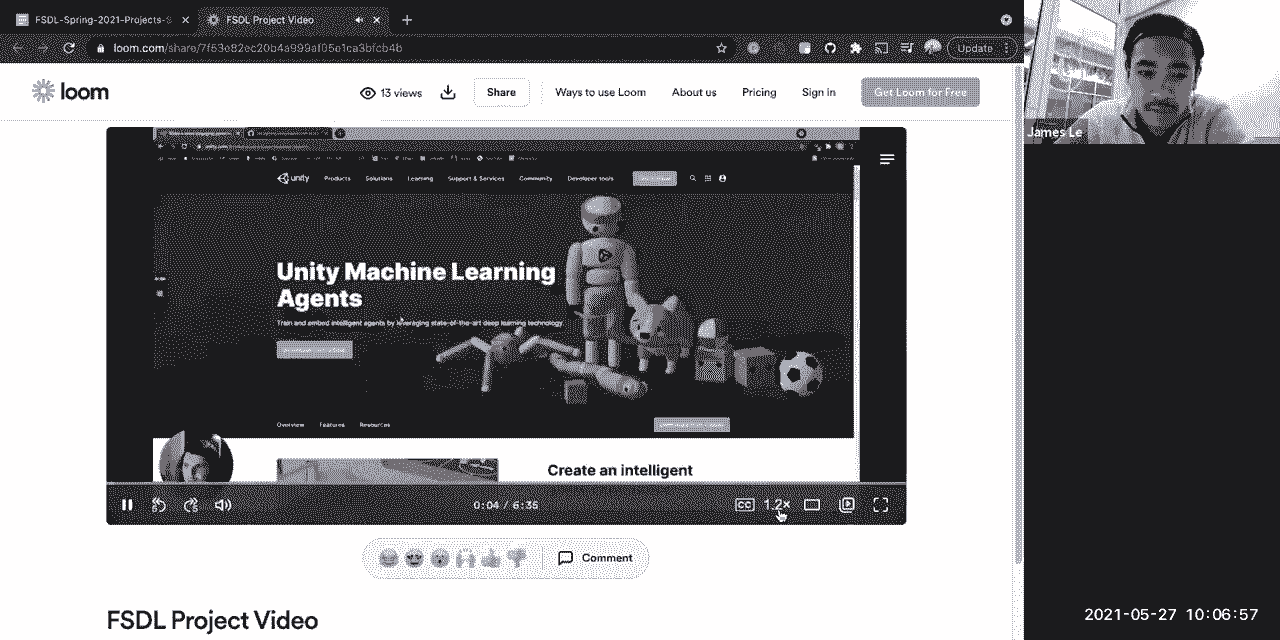 FSDL-Spring-2021-Projects-S
FSDL Project Video
loom.com/share/7f53e82ec20b4a999af05e1ca3bfcb4b
Update
loom
13 views
Share
Ways to use Loom
About us
Pricing
Sign in
Get Loom for Free
James Le
unity
Products
Solutions
Learning
Support & Services
Community
Developer tools
Unity Machine Learning
Agents
Train and embed intelligent agents by leveraging state-of-the-art deep learning technology.
Overview
Features
Resources
Create an intelligent
0:04 / 6:35
CC
1.2×
Comment
FSDL Project Video
2021-05-27 10:06:57